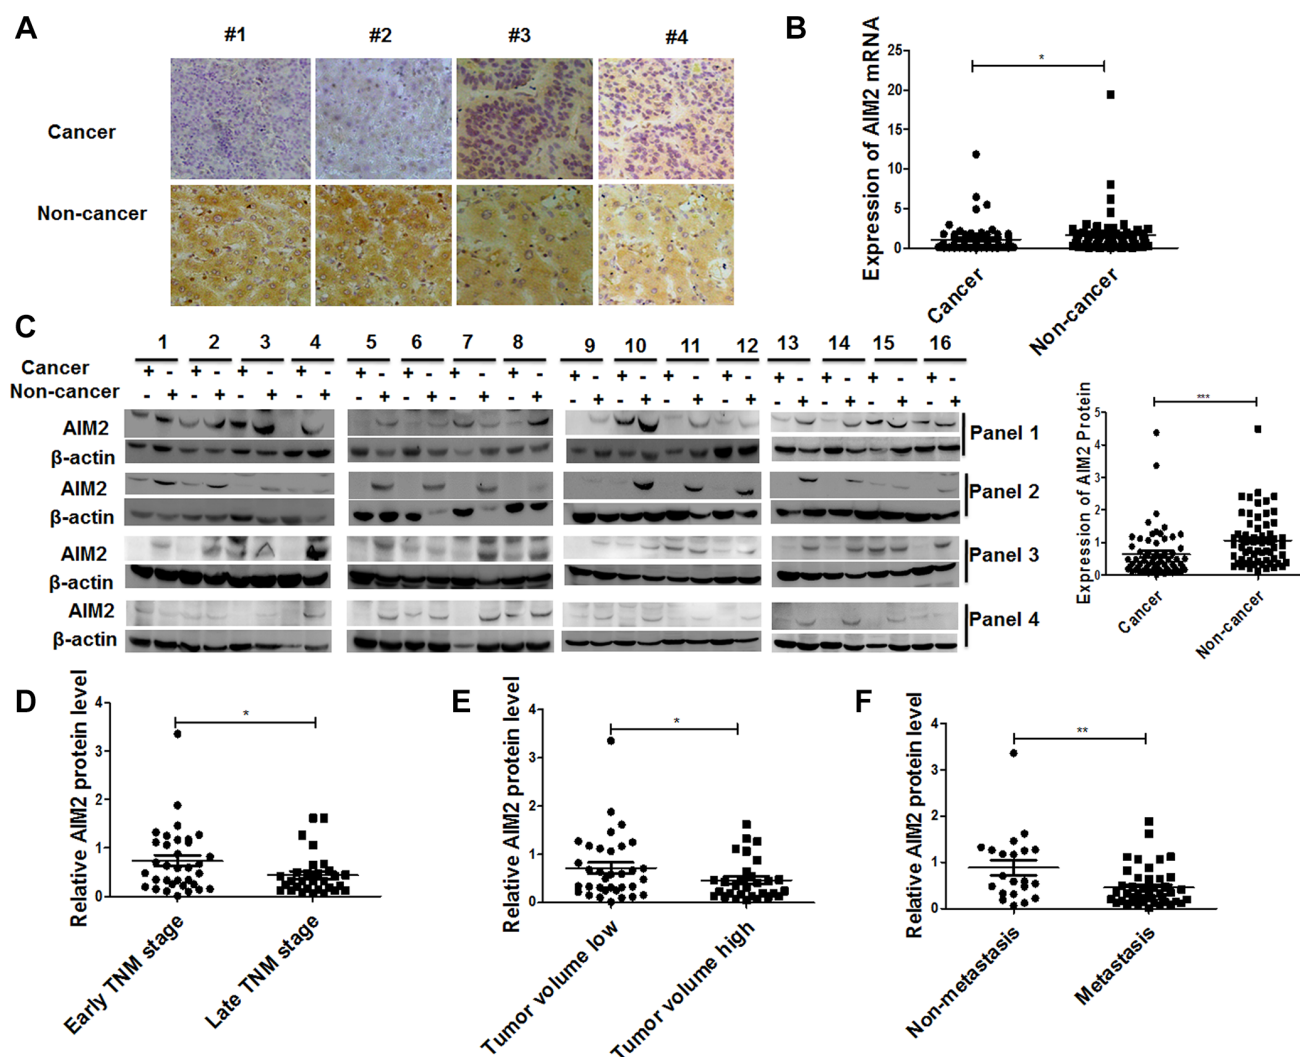 A
#1 #2 #3 #4
Cancer
Non-cancer
B
Expression of AIM2 mRNA
25
20
15
10
5
0
*
Cancer
Non-cancer
C
1 2 3 4 5 6 7 8 9 10 11 12 13 14 15 16
Cancer + - + - + - + - + - + - + - + - + - + - + - + - + - + - + - + -
Non-cancer - + - + - + - + - + - + - + - + - + - + - + - + - + - + - + - +
AIM2
β-actin
Panel 1
AIM2
β-actin
Panel 2
AIM2
β-actin
Panel 3
AIM2
β-actin
Panel 4
Expression of AIM2 Protein
5
4
3
2
1
0
***
Cancer
Non-cancer
D
Relative AIM2 protein level
4
3
2
1
0
*
Early TNM stage
Late TNM stage
E
Relative AIM2 protein level
4
3
2
1
0
*
Tumor volume low
Tumor volume high
F
Relative AIM2 protein level
4
3
2
1
0
**
Non-metastasis
Metastasis